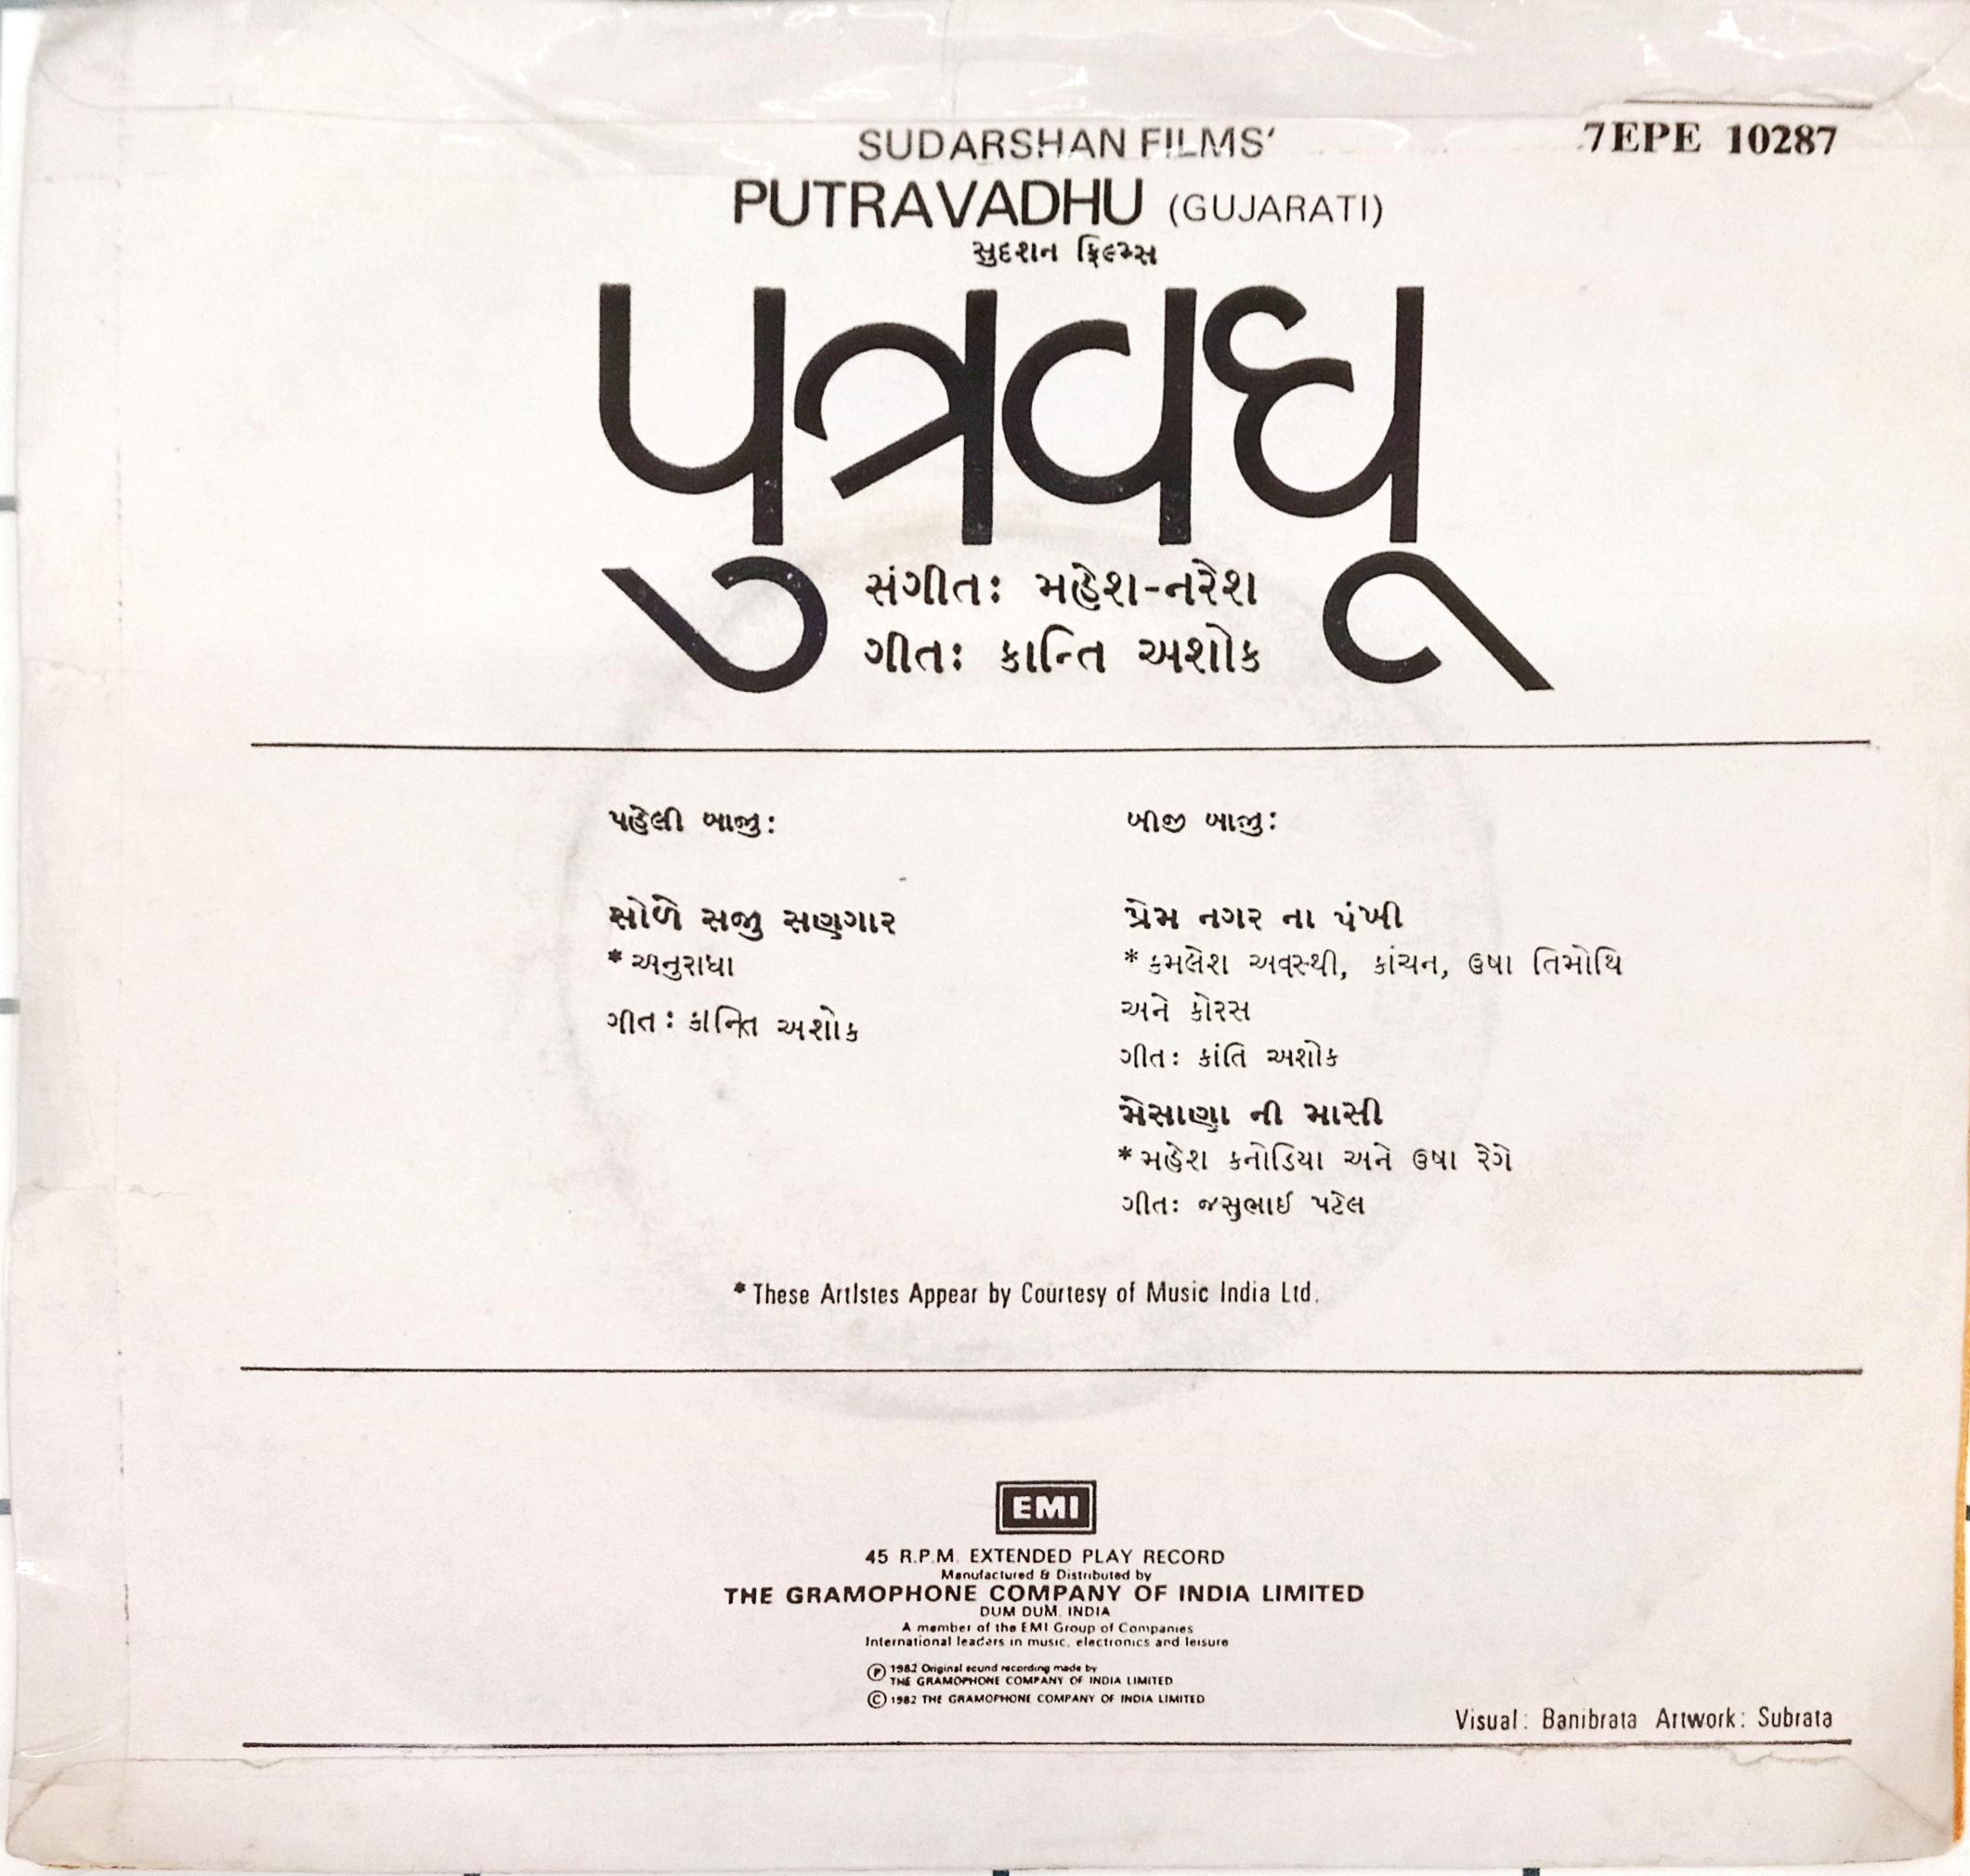 7EPE 10287
SUDARSHAN FILMS'
PUTRAVADHU (GUJARATI)
સુદશન ફિલ્મ્સ
પુત્રવધૂ
સંગીતઃ મહેશ-નરેશ
ગીતઃ કાન્તિ અશોક
પહેલી બાજુ:
સોળે સજી સણગાર
* અનુરાધા
ગીત: કાન્તિ અશોક
બીજી બાજુ:
પ્રેમ નગર ના પંખી
* કમલેશ અવસ્થી, કાંચન, ઉષા તિમોથિ
અને કોરસ
ગીતઃ કાંતિ અશોક
મેસાણા ની માસી
* મહેશ કનોડિયા અને ઉષા રેગે
ગીતઃ જસુભાઈ પટેલ
* These ArtIstes Appear by Courtesy of Music India Ltd.
EMI
45 R.P.M. EXTENDED PLAY RECORD
Manufactured & Distributed by
THE GRAMOPHONE COMPANY OF INDIA LIMITED
DUM DUM. INDIA
A member of the EMI Group of Companies
International leaders in music, electronics and leisure
Ⓟ 1982 Original sound recording made by
THE GRAMOPHONE COMPANY OF INDIA LIMITED
© 1982 THE GRAMOPHONE COMPANY OF INDIA LIMITED
Visual: Banibrata Artwork: Subrata